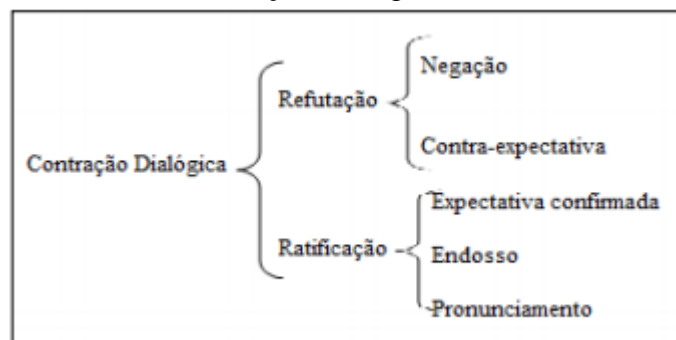 Negação
Refutação
Contra-expectativa
Contração Dialógica
Expectativa confirmada
Ratificação
Endosso
Pronunciamento